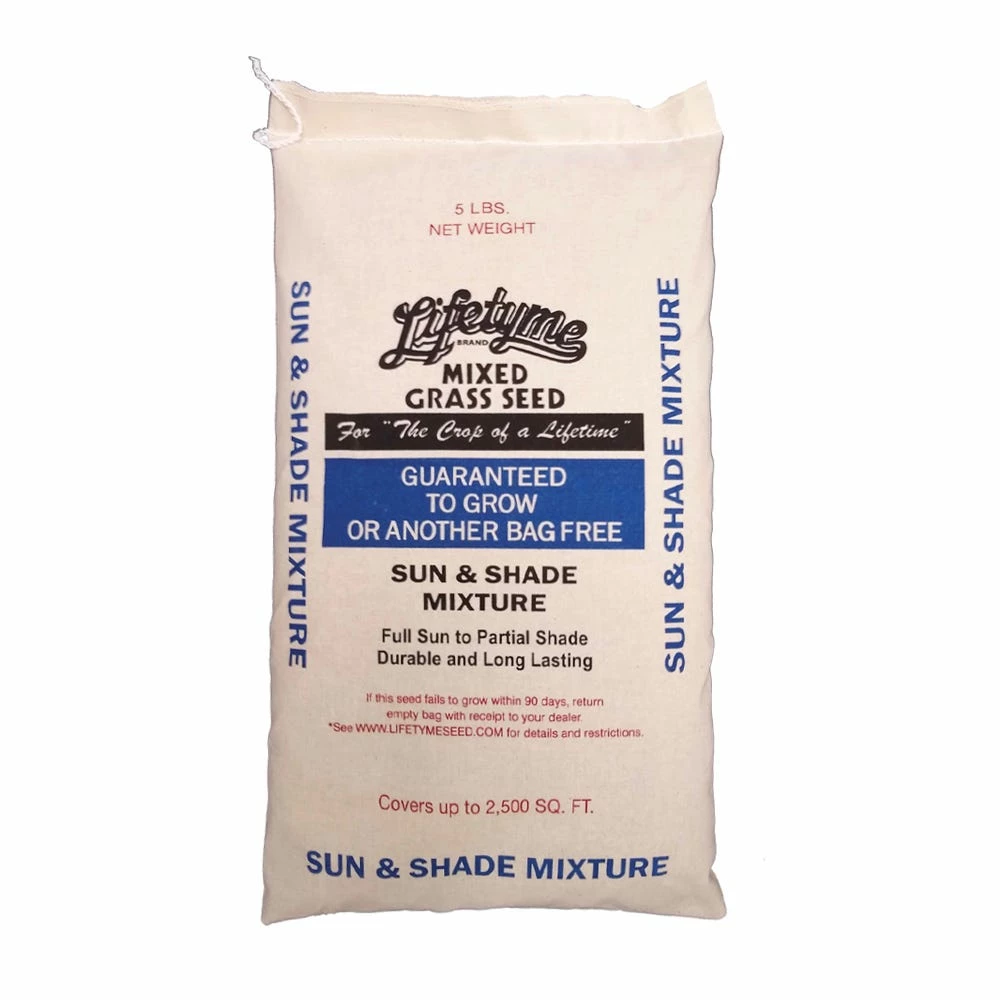 5 LBS.
NET WEIGHT
Lifetyme
BRAND
MIXED
GRASS SEED
For "The Crop of a Lifetime"
GUARANTEED
TO GROW
OR ANOTHER BAG FREE
SUN & SHADE
MIXTURE
Full Sun to Partial Shade
Durable and Long Lasting
If this seed fails to grow within 90 days, return
empty bag with receipt to your dealer.
*See WWW.LIFETYMESEED.COM for details and restrictions.
Covers up to 2,500 SQ. FT.
SUN & SHADE MIXTURE
SUN & SHADE MIXTURE
SUN & SHADE MIXTURE